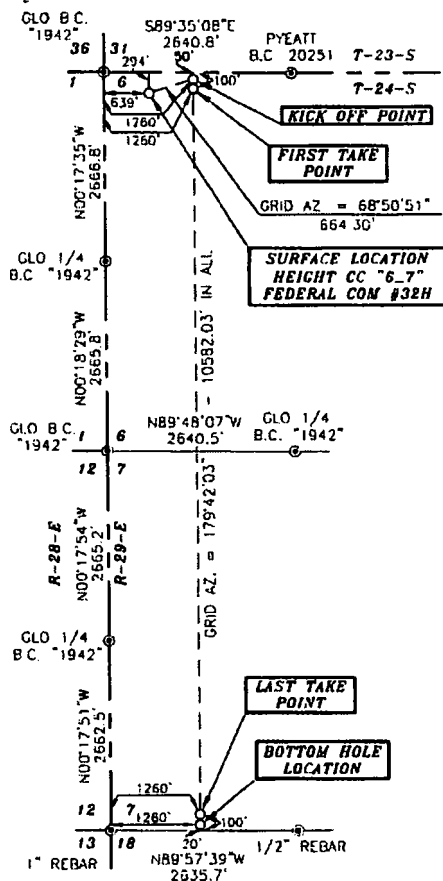 GLO B.C.
"1942"
36 31
1 6
S89°35'08"E
2640.8'
PYEATT
B.C 20251
T-23-S
T-24-S
294'
50'
100'
639'
1760'
1260'
KICK OFF POINT
FIRST TAKE
POINT
GRID AZ = 68°50'51"
664.30'
SURFACE LOCATION
HEIGHT CC "6_7"
FEDERAL COM #32H
N00°17'35"W
2666.8'
GLO 1/4
B.C "1942"
N00°18'29"W
2665.8'
GLO B.C.
"1942"
1 6
12 7
N89°48'07"W
2640.5'
GLO 1/4
B.C. "1942"
GRID AZ. = 179°42'03" - 10582.03' IN ALL
R-28-E
R-29-E
N00°17'54"W
2665.2'
GLO 1/4
B.C. "1942"
N00°17'51"W
2662.5'
LAST TAKE
POINT
BOTTOM HOLE
LOCATION
1260'
1260'
100'
20'
12 7
13 18
1" REBAR
N89°57'39"W
2635.7'
1/2" REBAR